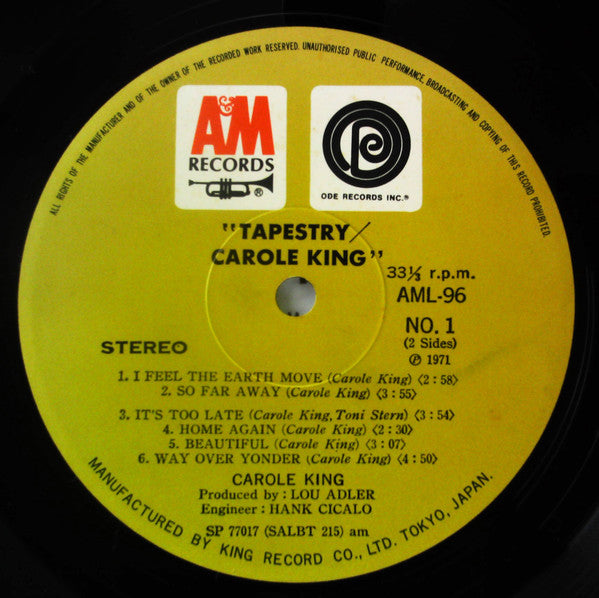 ALL RIGHTS OF THE MANUFACTURER AND OF THE OWNER OF THE RECORDED WORK RESERVED. UNAUTHORISED PUBLIC PERFORMANCE, BROADCASTING AND COPYING OF THIS RECORD PROHIBITED.
A&M
RECORDS
®
ODE RECORDS INC.®
"TAPESTRY/
CAROLE KING"
33⅓ r.p.m.
AML-96
NO. 1
(2 Sides)
STEREO
Ⓟ 1971
1. I FEEL THE EARTH MOVE (Carole King) ⟨2:58⟩
2. SO FAR AWAY (Carole King) ⟨3:55⟩
3. IT'S TOO LATE (Carole King, Toni Stern) ⟨3:54⟩
4. HOME AGAIN (Carole King) ⟨2:30⟩
5. BEAUTIFUL (Carole King) ⟨3:07⟩
6. WAY OVER YONDER (Carole King) ⟨4:50⟩
CAROLE KING
Produced by : LOU ADLER
Engineer : HANK CICALO
SP 77017 (SALBT 215) am
MANUFACTURED BY KING RECORD CO., LTD. TOKYO, JAPAN.